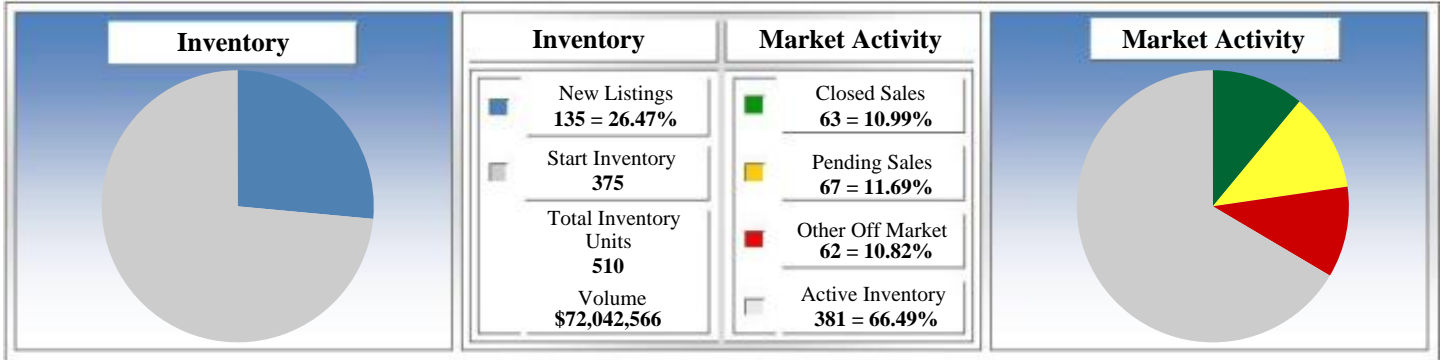 Inventory
Inventory
New Listings
135 = 26.47%
Start Inventory
375
Total Inventory
Units
510
Volume
$72,042,566
Market Activity
Closed Sales
63 = 10.99%
Pending Sales
67 = 11.69%
Other Off Market
62 = 10.82%
Active Inventory
381 = 66.49%
Market Activity